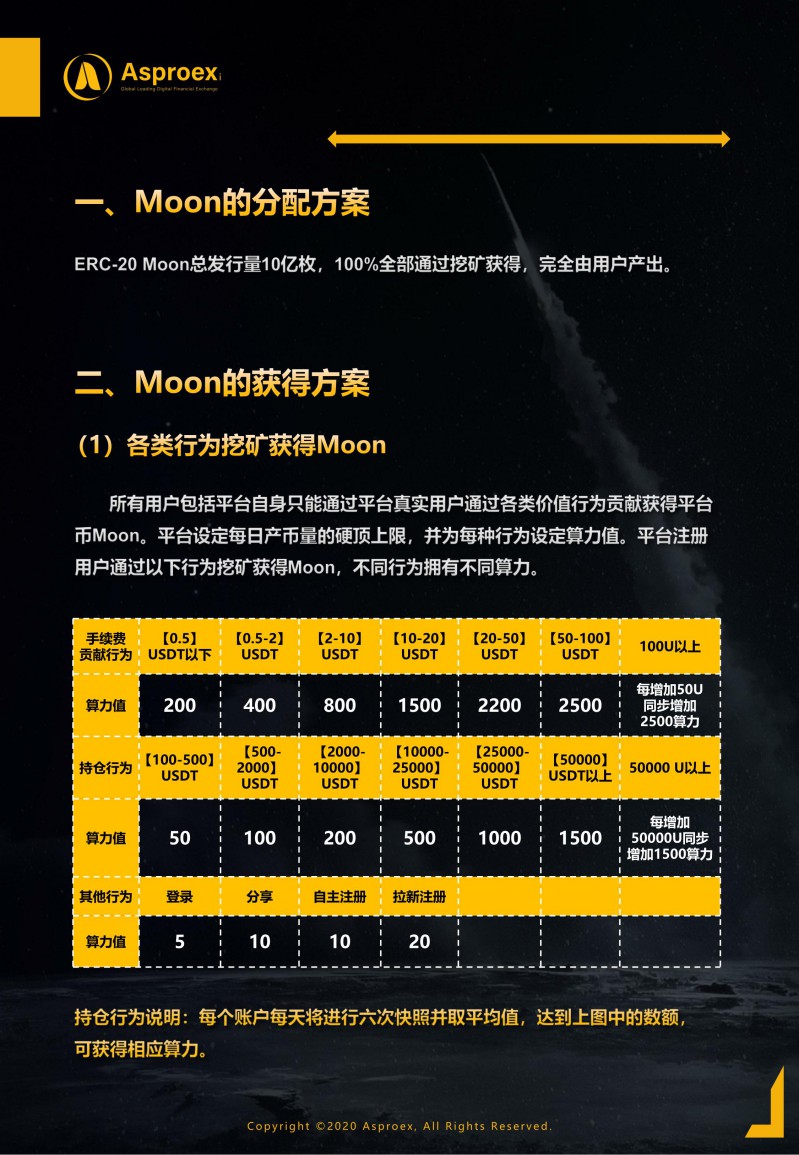 Asproex
Global Leading Digital Financial Exchange
一、Moon的分配方案
ERC-20 Moon总发行量10亿枚，100%全部通过挖矿获得，完全由用户产出。
二、Moon的获得方案
（1）各类行为挖矿获得Moon
所有用户包括平台自身只能通过平台真实用户通过各类价值行为贡献获得平台
币Moon。平台设定每日产币量的硬顶上限，并为每种行为设定算力值。平台注册
用户通过以下行为挖矿获得Moon，不同行为拥有不同算力。
手续费
贡献行为
【0.5】
USDT以下
【0.5-2】
USDT
【2-10】
USDT
【10-20】
USDT
【20-50】
USDT
【50-100】
USDT
100U以上
算力值
200
400
800
1500
2200
2500
每增加50U
同步增加
2500算力
持仓行为
【100-500】
USDT
【500-
2000】
USDT
【2000-
10000】
USDT
【10000-
25000】
USDT
【25000-
50000】
USDT
【50000】
USDT以上
50000 U以上
算力值
50
100
200
500
1000
1500
每增加
50000U同步
增加1500算力
其他行为
登录
分享
自主注册
拉新注册
算力值
5
10
10
20
持仓行为说明：每个账户每天将进行六次快照并取平均值，达到上图中的数额，
可获得相应算力。
Copyright ©2020 Asproex, All Rights Reserved.